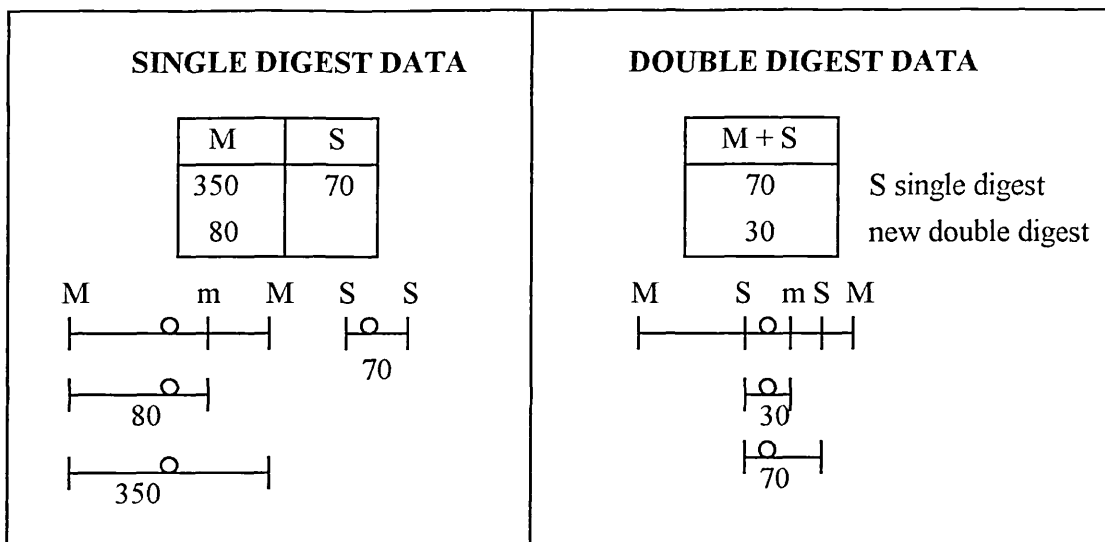 SINGLE DIGEST DATA
M S
350 70
80
M m M S S
70
80
350
DOUBLE DIGEST DATA
M + S
70 S single digest
30 new double digest
M S m S M
30
70